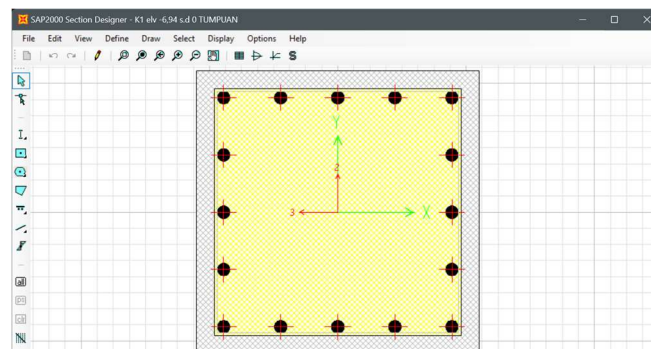 SAP2000 Section Designer - K1 elv -6,94 s.d 0 TUMPUAN
File Edit View Define Draw Select Display Options Help
Y
2
3
X
all